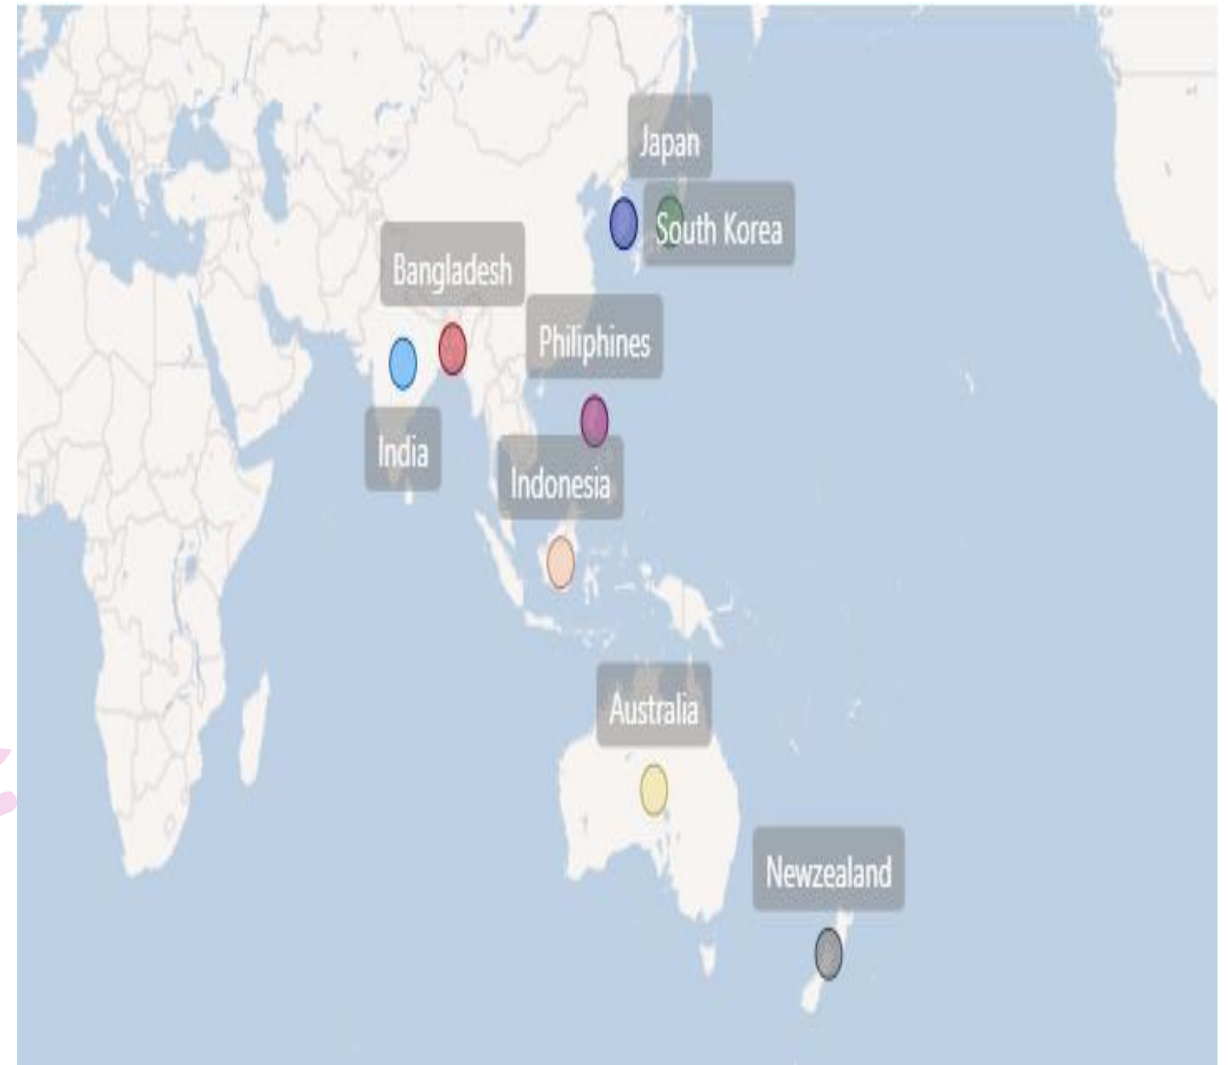 Japan
South Korea
Bangladesh
Philiphines
India
Indonesia
Australia
Newzealand